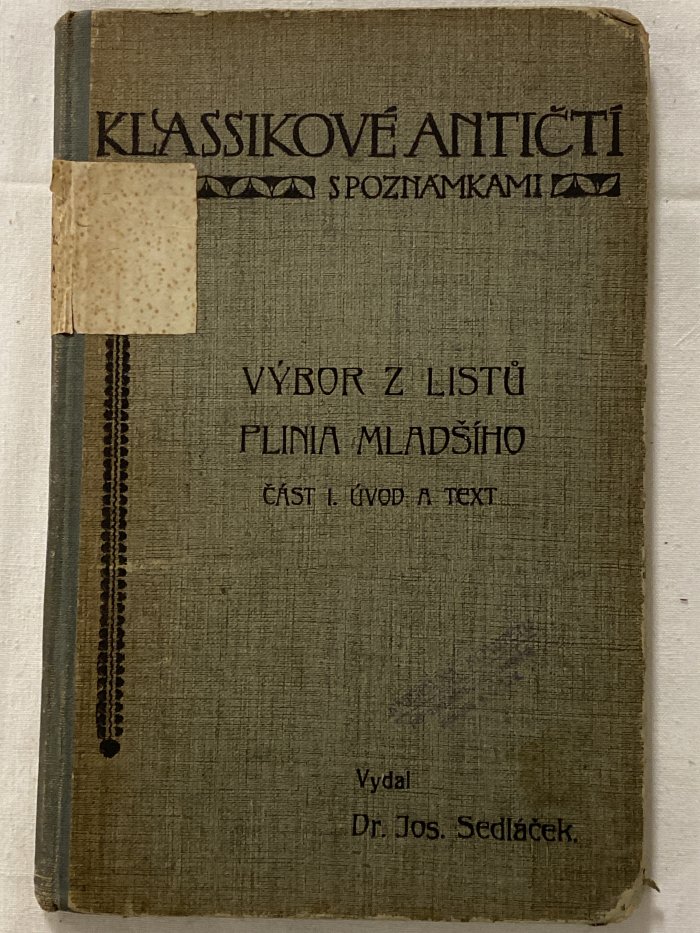 KLASSIKOVÉ ANTIČTÍ
S POZNÁMKAMI
VÝBOR Z LISTŮ
PLINIA MLADŠÍHO
ČÁST I. ÚVOD A TEXT
Vydal
Dr. Jos. Sedláček.